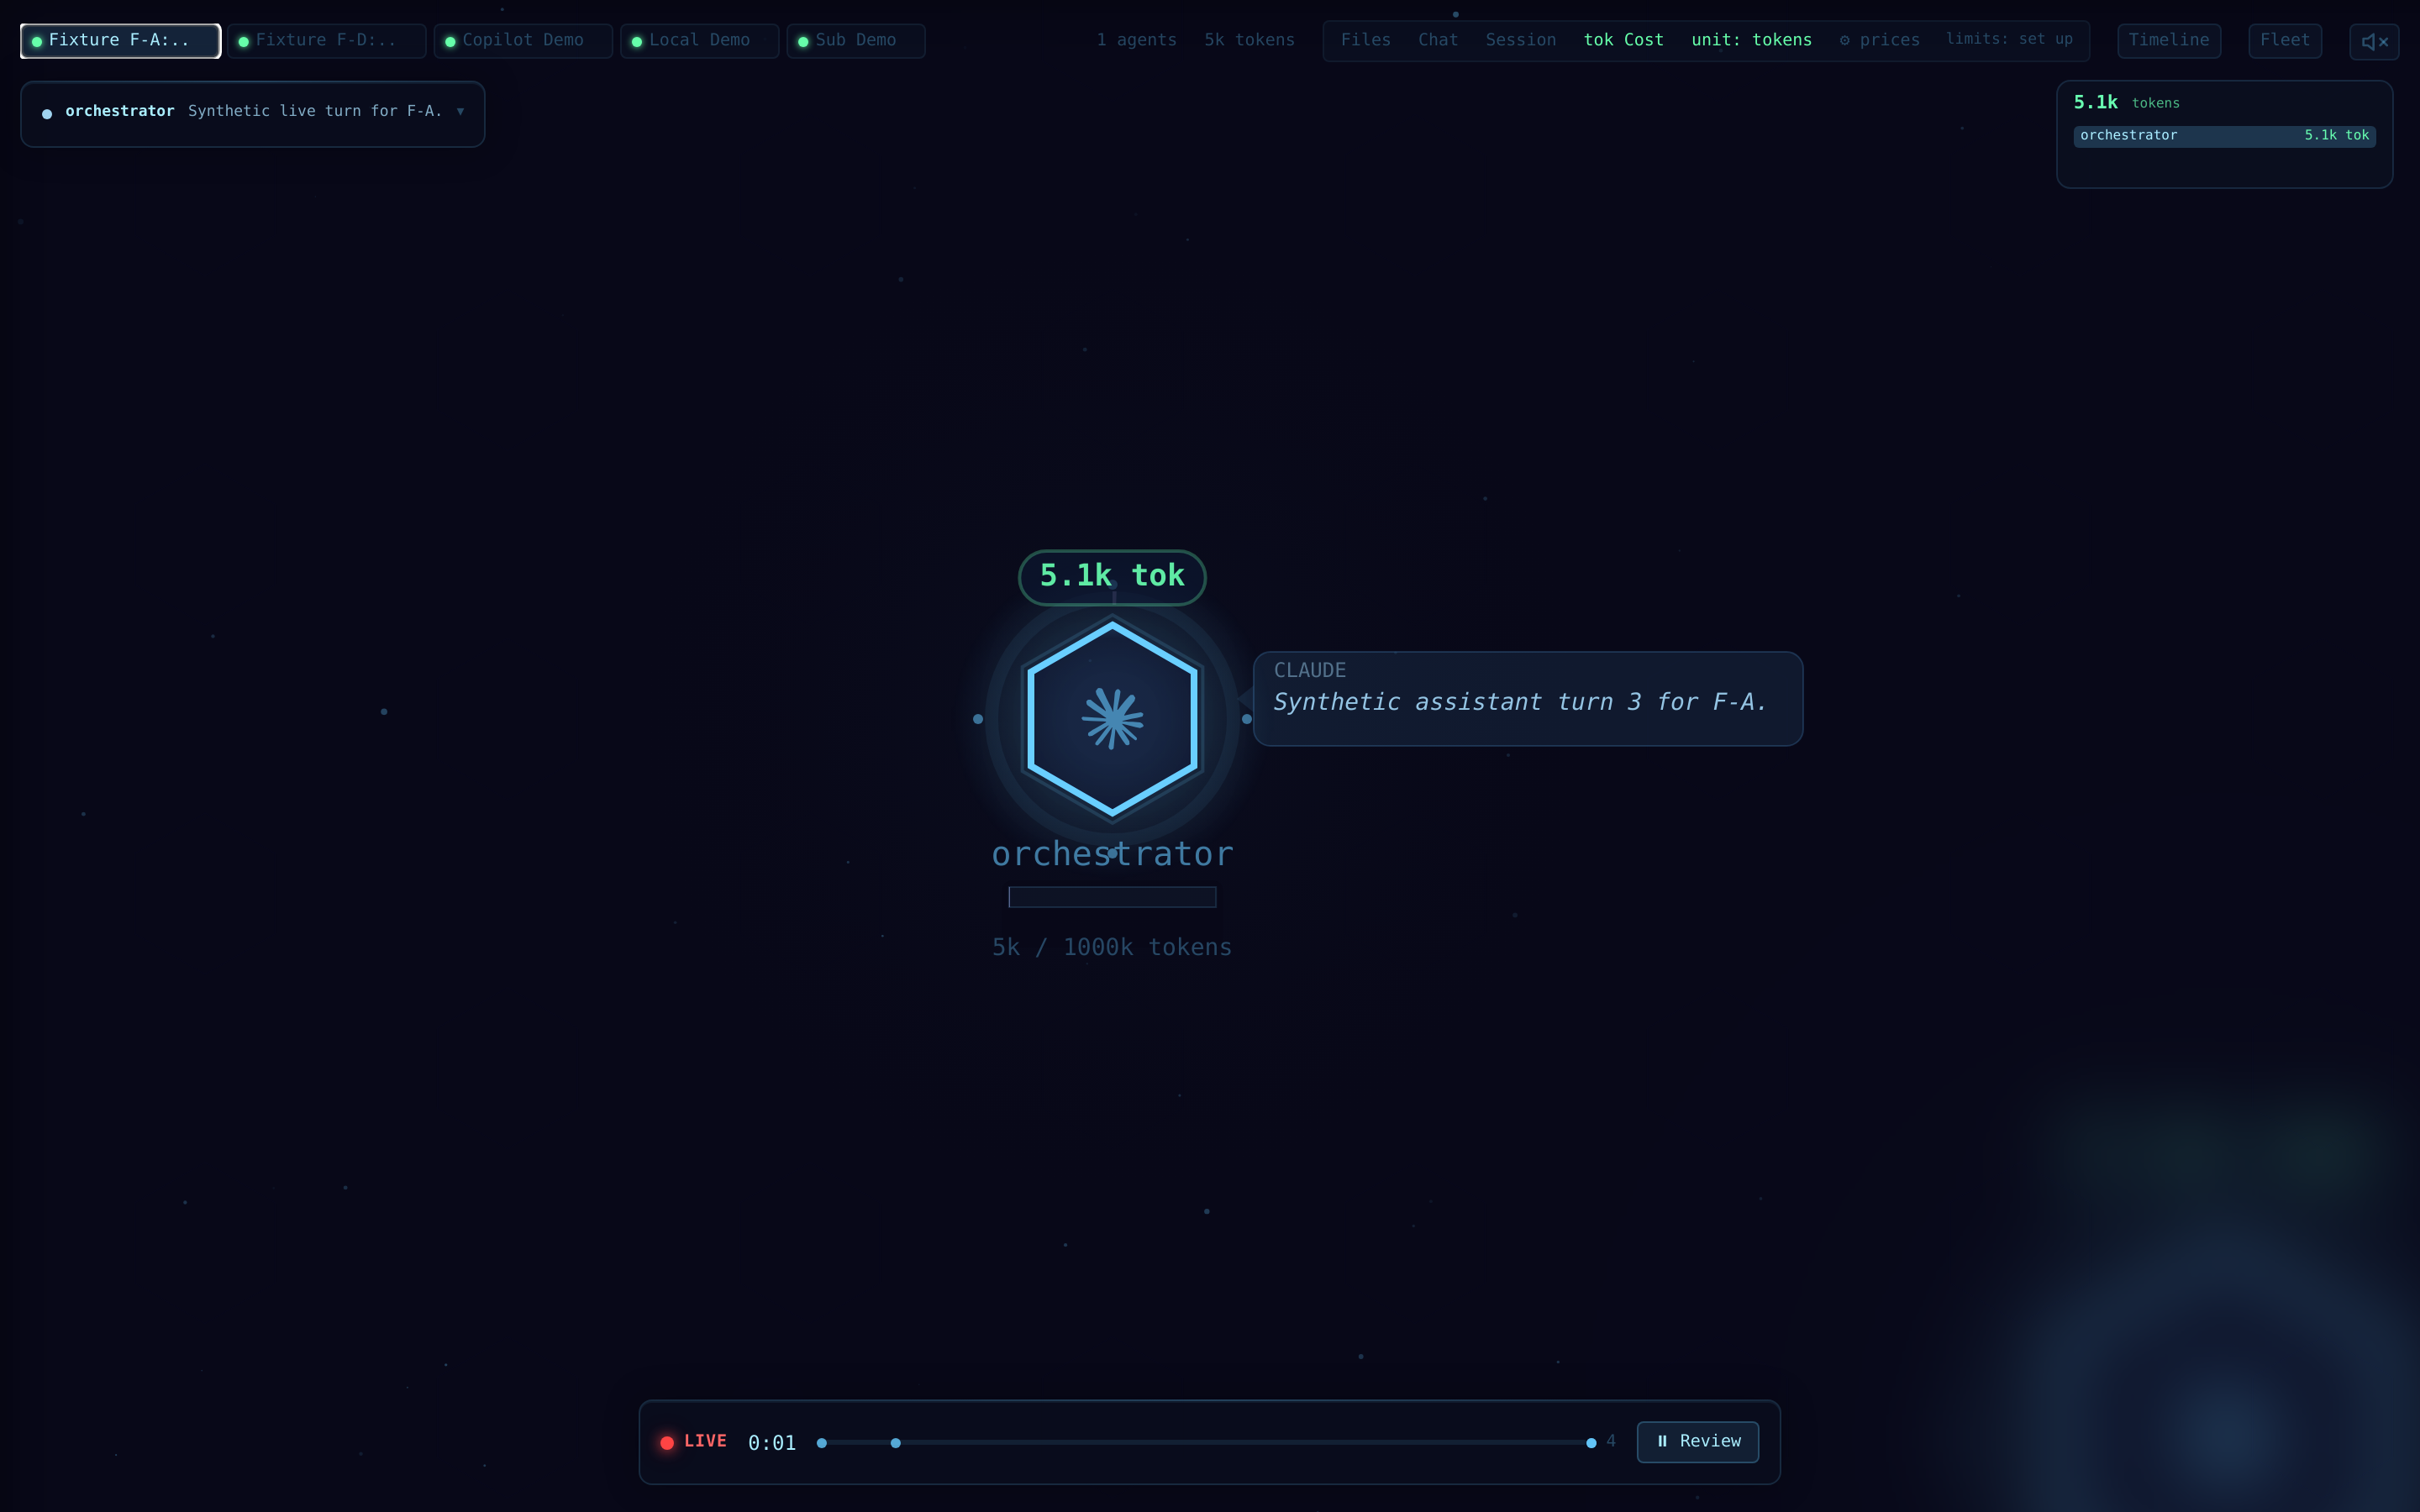 Fixture F-A:.. Fixture F-D:.. Copilot Demo Local Demo Sub Demo 1 agents 5k tokens Files Chat Session tok Cost unit: tokens ⚙ prices limits: set up Timeline Fleet
orchestrator Synthetic live turn for F-A. ▼
5.1k tokens
orchestrator 5.1k tok
5.1k tok
CLAUDE
Synthetic assistant turn 3 for F-A.
orchestrator
5k / 1000k tokens
LIVE 0:01 4 ⏸ Review